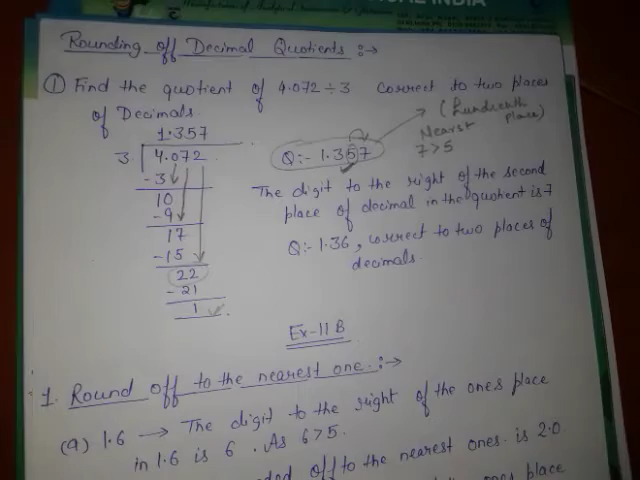 INDIA
Rounding off Decimal Quotients :→
① Find the quotient of 4.072 ÷ 3 correct to two places
of Decimals.
1.357
3 4.072
-3
10
-9
17
-15
22
-21
1
Q:- 1.357
(Hundredth
place)
Nearst
7>5
The digit to the right of the second
place of decimal in the quotient is 7
Q:- 1.36, correct to two places of
decimals.
Ex-11 B
1. Round off to the nearest one. :→
(a) 1.6 → The digit to the right of the ones place
in 1.6 is 6. As 6>5.
off to the nearest ones is 2.0
ones place